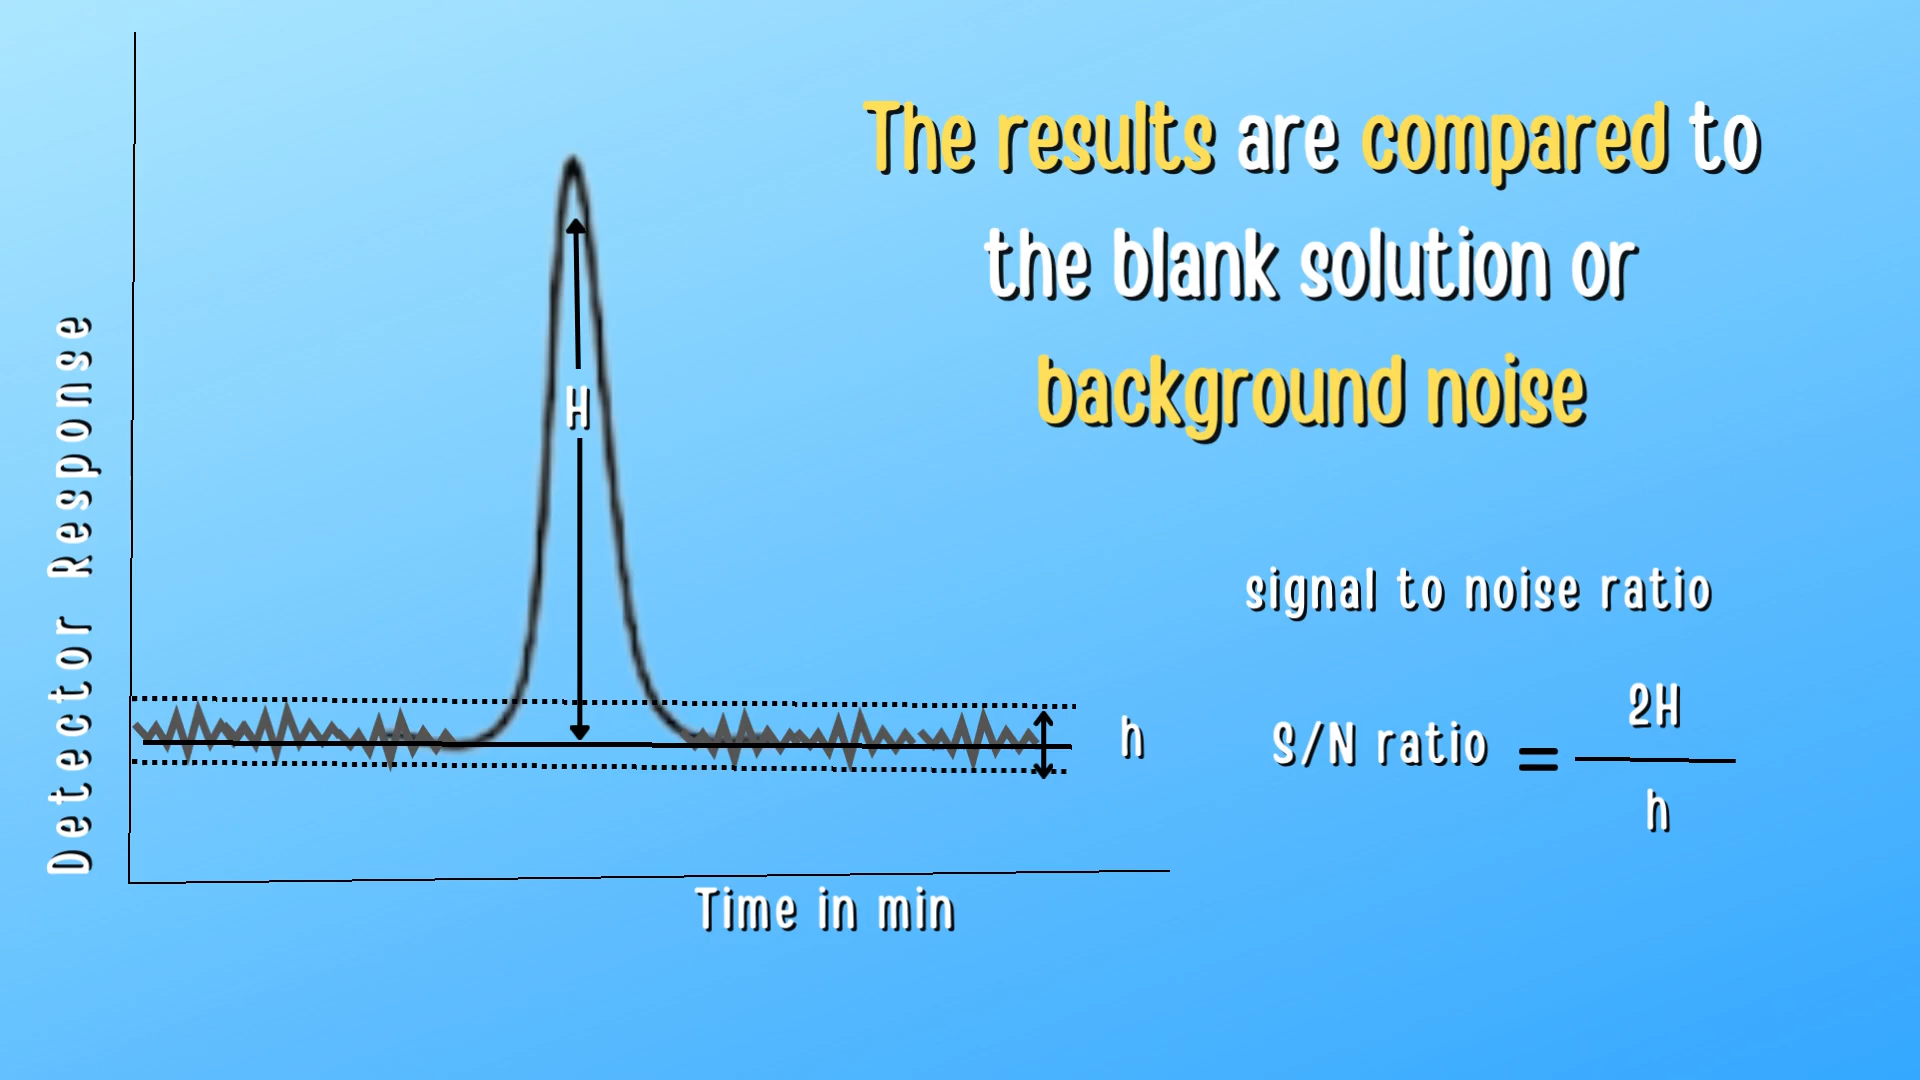 The results are compared to
the blank solution or
background noise
Detector Response
H
h
Time in min
signal to noise ratio
S/N ratio = 2H
h